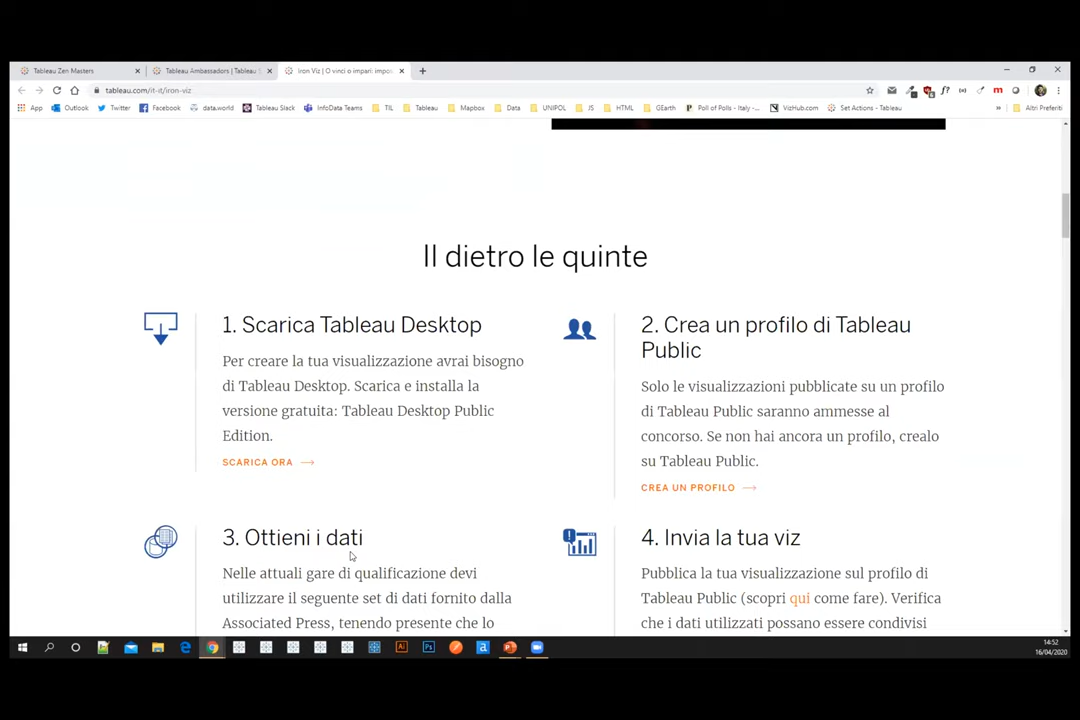 Tableau Zen Masters
Tableau Ambassadors | Tableau S
Iron Viz | O vinci o impari: impos
tableau.com/it-it/iron-viz
App Outlook Twitter Facebook data.world Tableau Slack InfoData Teams TIL Tableau Mapbox Data UNIPOL JS HTML GEarth Poll of Polls - Italy -... VizHub.com Set Actions - Tableau » Altri Preferiti
Il dietro le quinte
1. Scarica Tableau Desktop
Per creare la tua visualizzazione avrai bisogno
di Tableau Desktop. Scarica e installa la
versione gratuita: Tableau Desktop Public
Edition.
SCARICA ORA
2. Crea un profilo di Tableau
Public
Solo le visualizzazioni pubblicate su un profilo
di Tableau Public saranno ammesse al
concorso. Se non hai ancora un profilo, crealo
su Tableau Public.
CREA UN PROFILO
3. Ottieni i dati
Nelle attuali gare di qualificazione devi
utilizzare il seguente set di dati fornito dalla
Associated Press, tenendo presente che lo
4. Invia la tua viz
Pubblica la tua visualizzazione sul profilo di
Tableau Public (scopri qui come fare). Verifica
che i dati utilizzati possano essere condivisi
14:52
16/04/2020